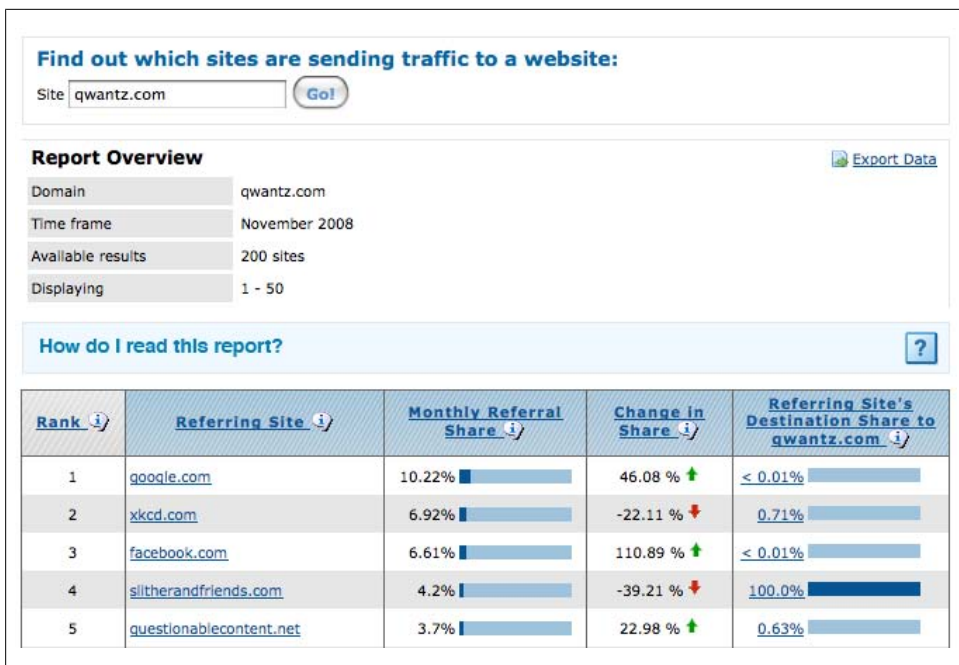 Find out which sites are sending traffic to a website:
Site qwantz.com Go!
Report Overview Export Data
Domain qwantz.com
Time frame November 2008
Available results 200 sites
Displaying 1 - 50
How do I read this report? ?
Rank i Referring Site i Monthly Referral Share i Change in Share i Referring Site's Destination Share to qwantz.com i
1 google.com 10.22% 46.08 % < 0.01%
2 xkcd.com 6.92% -22.11 % 0.71%
3 facebook.com 6.61% 110.89 % < 0.01%
4 slitherandfriends.com 4.2% -39.21 % 100.0%
5 questionablecontent.net 3.7% 22.98 % 0.63%